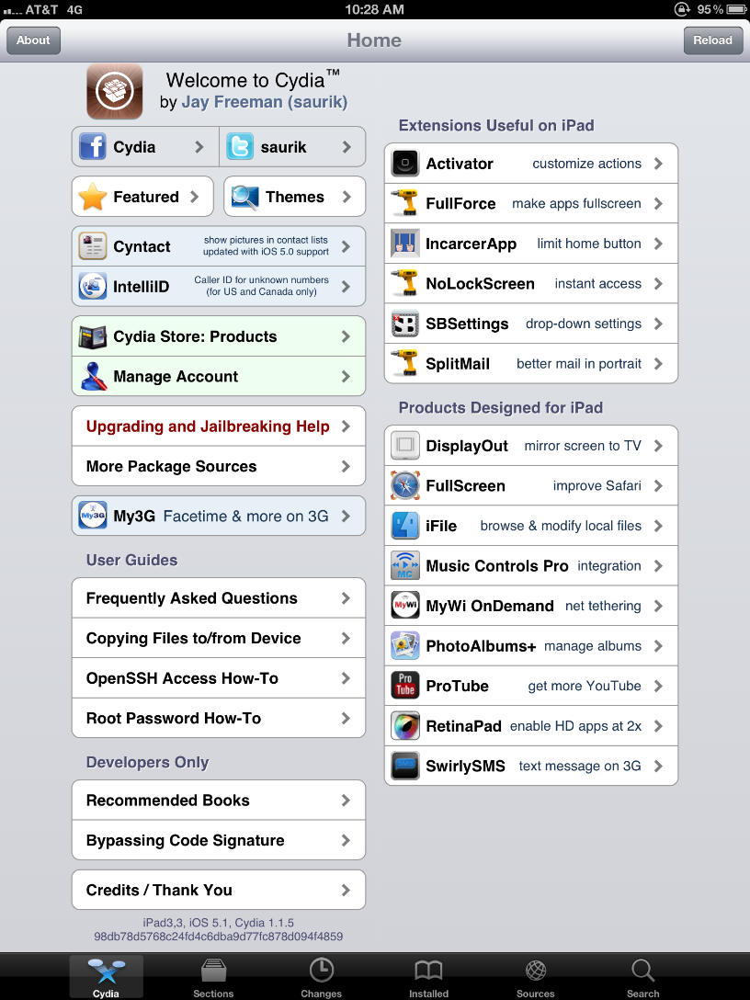 AT&T 4G 10:28 AM 95%
About Home Reload
Welcome to Cydia™
by Jay Freeman (saurik)
Cydia saurik
Featured Themes
Cyntact show pictures in contact lists
updated with iOS 5.0 support
IntelliID Caller ID for unknown numbers
(for US and Canada only)
Cydia Store: Products
Manage Account
Upgrading and Jailbreaking Help
More Package Sources
My3G My3G Facetime & more on 3G
User Guides
Frequently Asked Questions
Copying Files to/from Device
OpenSSH Access How-To
Root Password How-To
Developers Only
Recommended Books
Bypassing Code Signature
Credits / Thank You
iPad3,3, iOS 5.1, Cydia 1.1.5
98db78d5768c24fd4c6dba9d77fc878d094f4859
Extensions Useful on iPad
Activator customize actions
FullForce make apps fullscreen
IncarcerApp limit home button
NoLockScreen instant access
SB SBSettings drop-down settings
SplitMail better mail in portrait
Products Designed for iPad
DisplayOut mirror screen to TV
FullScreen improve Safari
iFile browse & modify local files
MC Music Controls Pro integration
MyWi MyWi OnDemand net tethering
PhotoAlbums+ manage albums
Pro Tube ProTube get more YouTube
RetinaPad enable HD apps at 2x
SMS SwirlySMS text message on 3G
Cydia Sections Changes Installed Sources Search